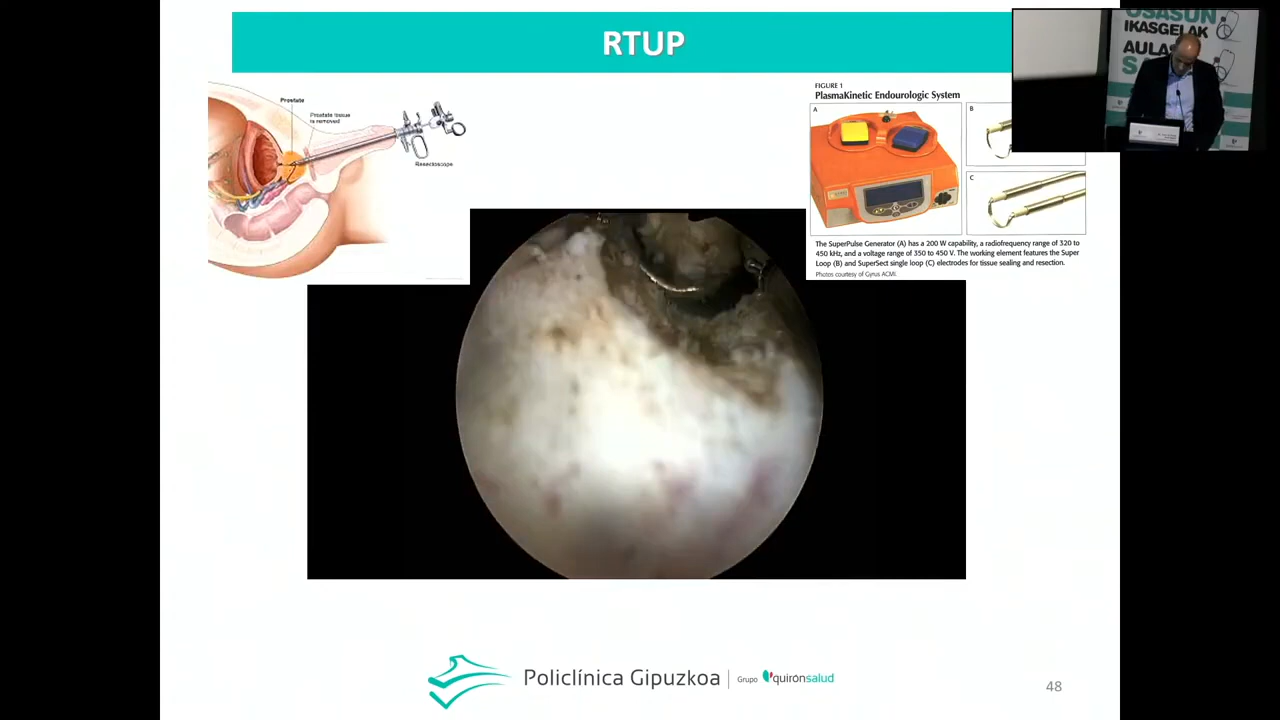 RTUP
Prostate
Prostate tissue
is removed
Resectoscope
FIGURE 1
PlasmaKinetic Endourologic System
A
B
C
The SuperPulse Generator (A) has a 200 W capability, a radiofrequency range of 320 to
450 kHz, and a voltage range of 350 to 450 V. The working element features the Super
Loop (B) and SuperSect single loop (C) electrodes for tissue sealing and resection.
Photos courtesy of Gyrus ACMI.
OSASUN
IKASGELAK
AULAS
SA
Policlínica Gipuzkoa
Grupo quirónsalud
48